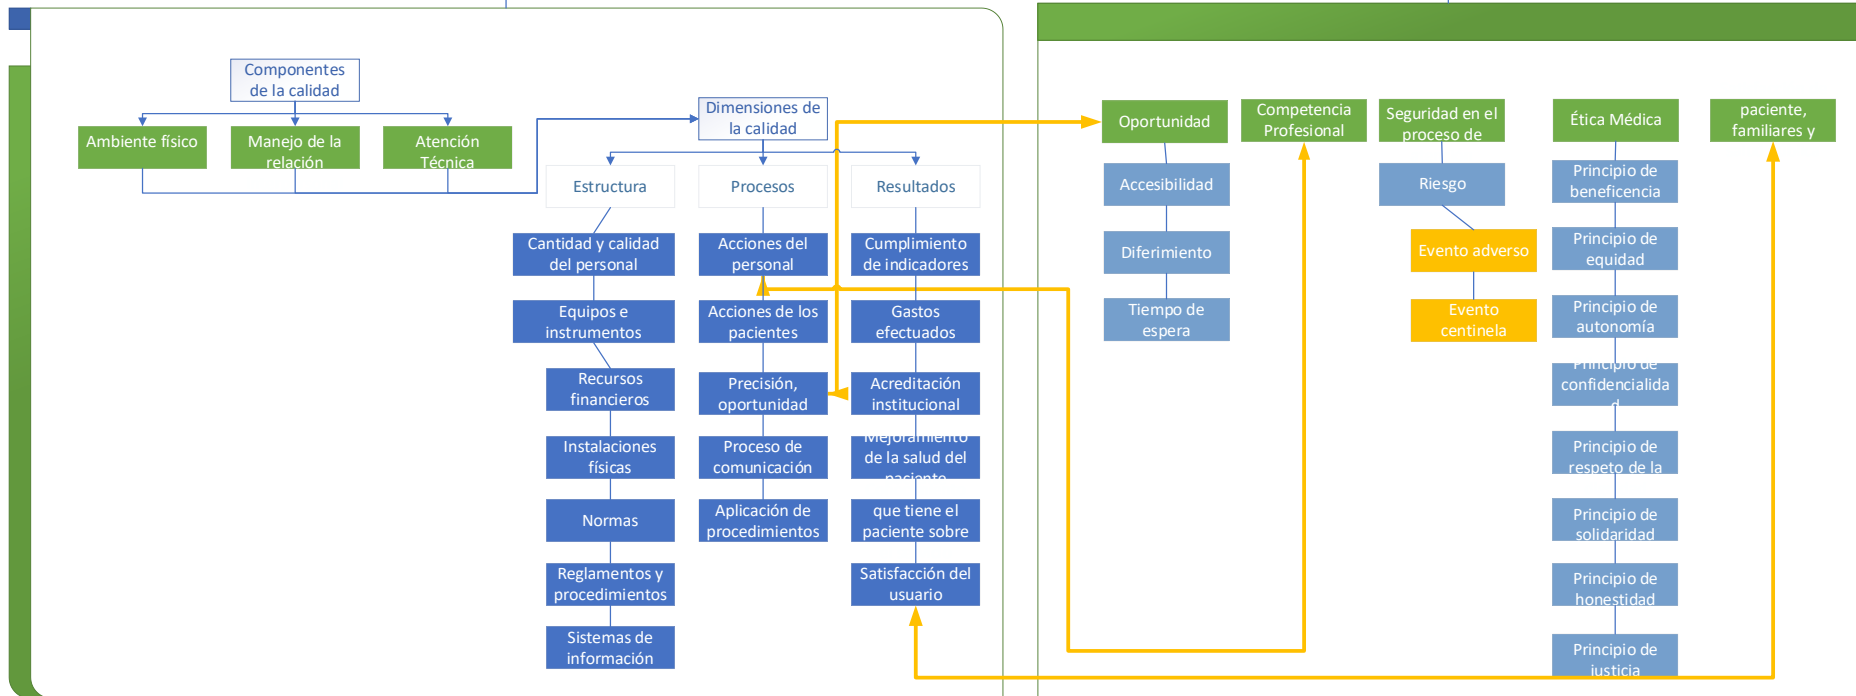 Componentes
de la calidad
Ambiente físico
Manejo de la
relación
Atención
Técnica
Dimensiones de
la calidad
Estructura
Cantidad y calidad
del personal
Equipos e
instrumentos
Recursos
financieros
Instalaciones
físicas
Normas
Reglamentos y
procedimientos
Sistemas de
información
Procesos
Acciones del
personal
Acciones de los
pacientes
Precisión,
oportunidad
Proceso de
comunicación
Aplicación de
procedimientos
Resultados
Cumplimiento
de indicadores
Gastos
efectuados
Acreditación
institucional
Mejoramiento
de la salud del
paciente
que tiene el
paciente sobre
Satisfacción del
usuario
Oportunidad
Accesibilidad
Diferimiento
Tiempo de
espera
Competencia
Profesional
Seguridad en el
proceso de
Riesgo
Evento adverso
Evento
centinela
Ética Médica
Principio de
beneficencia
Principio de
equidad
Principio de
autonomía
Principio de
confidencialida
d
Principio de
respeto de la
Principio de
solidaridad
Principio de
honestidad
Principio de
justicia
paciente,
familiares y